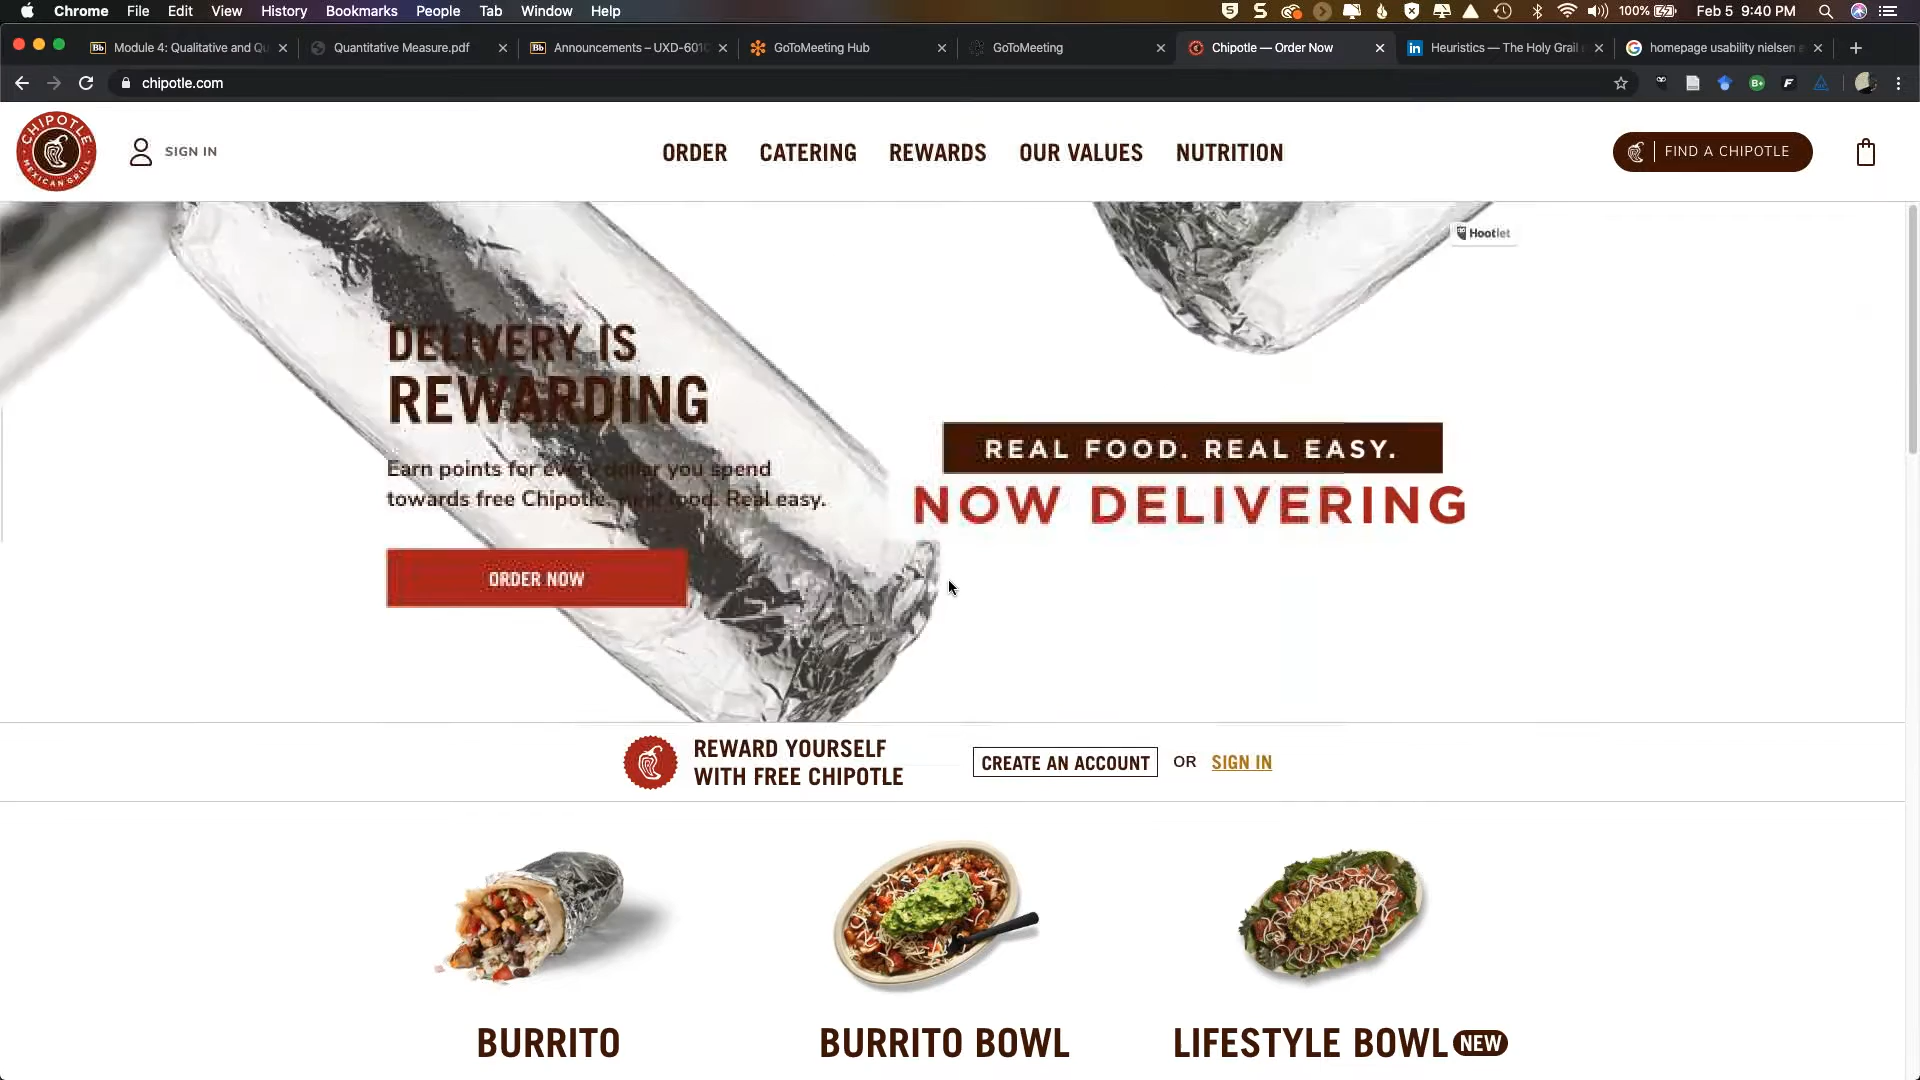 Chrome File Edit View History Bookmarks People Tab Window Help 100% Feb 5 9:40 PM
Module 4: Qualitative and Qu
Quantitative Measure.pdf
Announcements – UXD-601
GoToMeeting Hub
GoToMeeting
Chipotle — Order Now
Heuristics — The Holy Grail
homepage usability nielsen
chipotle.com
CHIPOTLE
MEXICAN GRILL
SIGN IN
ORDER CATERING REWARDS OUR VALUES NUTRITION
FIND A CHIPOTLE
Hootlet
DELIVERY IS
REWARDING
Earn points for every dollar you spend
towards free Chipotle. Real food. Real easy.
ORDER NOW
REAL FOOD. REAL EASY.
NOW DELIVERING
REWARD YOURSELF
WITH FREE CHIPOTLE
CREATE AN ACCOUNT OR SIGN IN
BURRITO
BURRITO BOWL
LIFESTYLE BOWL NEW